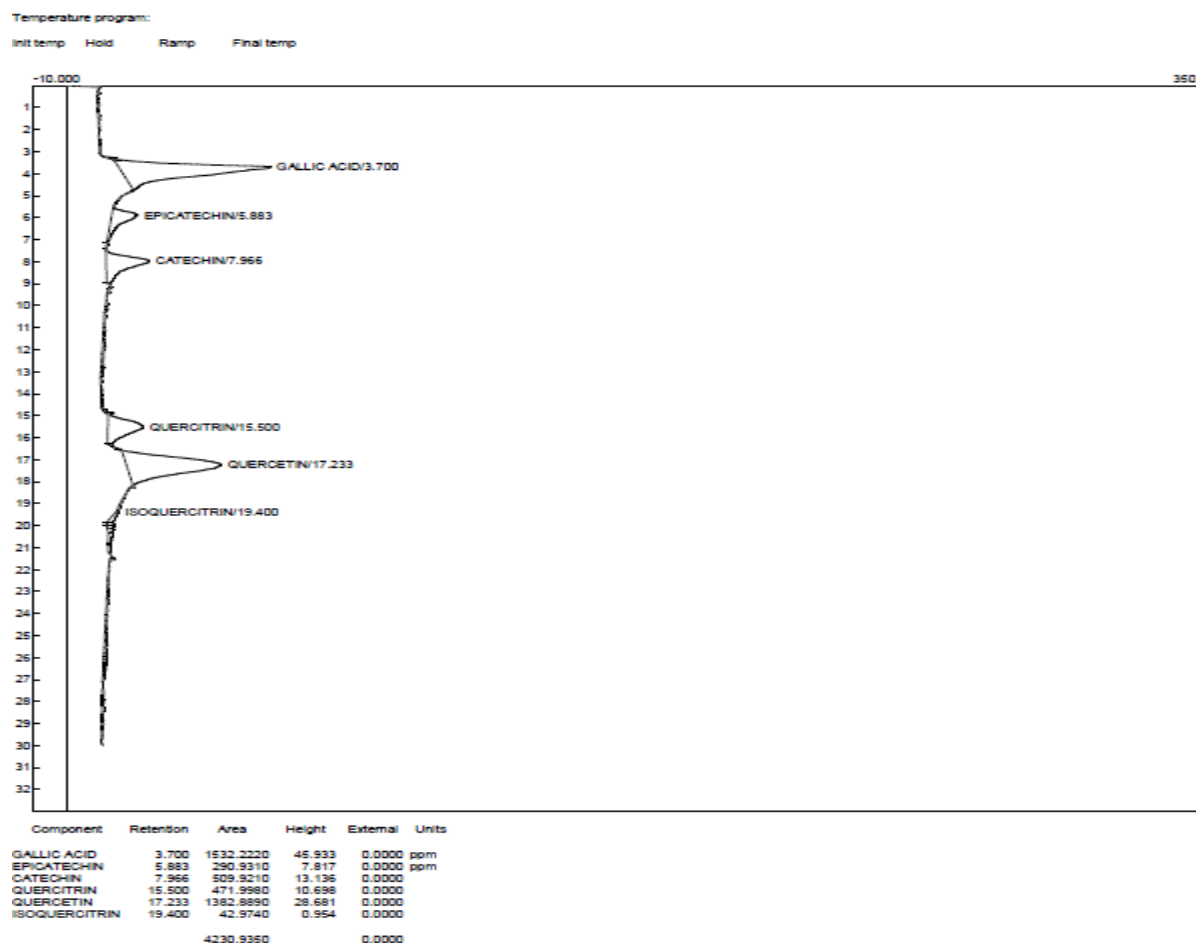 Temperature program:
Init temp Hold Ramp Final temp
-10.000 350
1
2
3
GALLIC ACID/3.700
4
5
6 EPICATECHIN/5.883
7
8 CATECHIN/7.966
9
10
11
12
13
14
15
QUERCITRIN/15.500
16
17 QUERCETIN/17.233
18
19
ISOQUERCITRIN/19.400
20
21
22
23
24
25
26
27
28
29
30
31
32
Component Retention Area Height External Units
GALLIC ACID 3.700 1532.2220 45.933 0.0000 ppm
EPICATECHIN 5.883 290.9310 7.817 0.0000 ppm
CATECHIN 7.966 509.9210 13.136 0.0000
QUERCITRIN 15.500 471.9980 10.698 0.0000
QUERCETIN 17.233 1382.8890 28.681 0.0000
ISOQUERCITRIN 19.400 42.9740 0.954 0.0000
4230.9350 0.0000